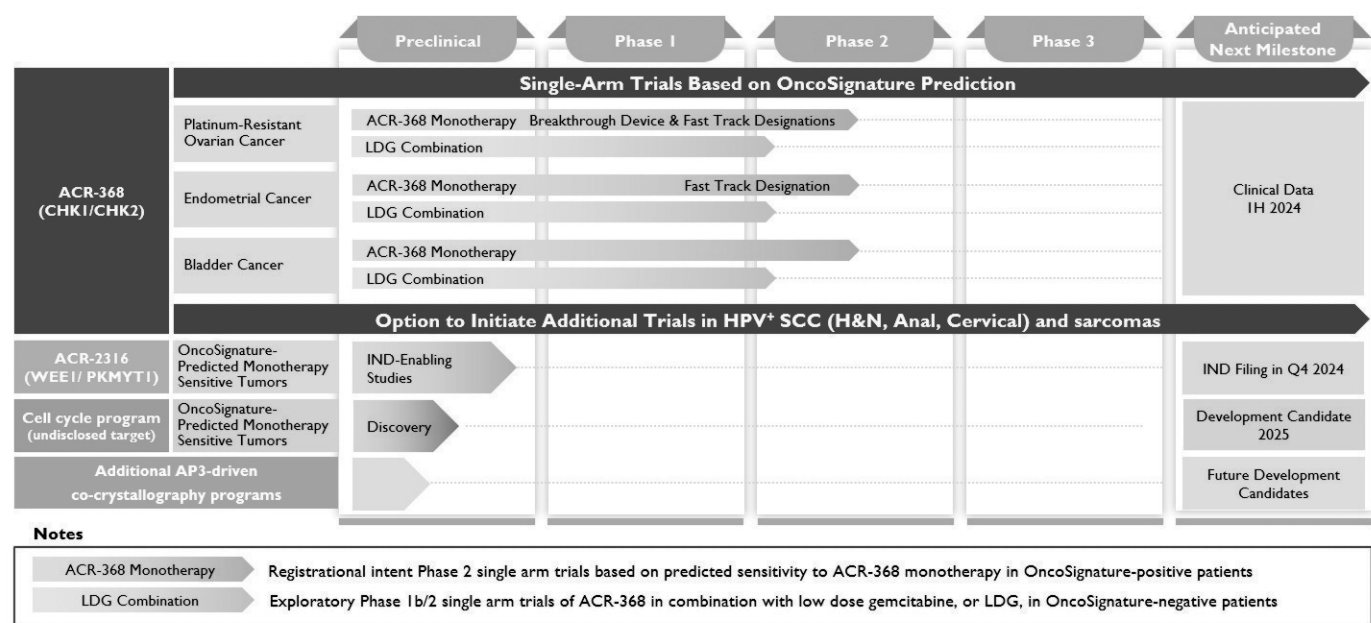 Preclinical
Phase 1
Phase 2
Phase 3
Anticipated
Next Milestone
ACR-368
(CHK1/CHK2)
Single-Arm Trials Based on OncoSignature Prediction
Platinum-Resistant
Ovarian Cancer
ACR-368 Monotherapy Breakthrough Device & Fast Track Designations
LDG Combination
Endometrial Cancer
ACR-368 Monotherapy Fast Track Designation
LDG Combination
Bladder Cancer
ACR-368 Monotherapy
LDG Combination
Clinical Data
1H 2024
Option to Initiate Additional Trials in HPV+ SCC (H&N, Anal, Cervical) and sarcomas
ACR-2316
(WEE1/ PKMYT1)
OncoSignature-
Predicted Monotherapy
Sensitive Tumors
IND-Enabling
Studies
IND Filing in Q4 2024
Cell cycle program
(undisclosed target)
OncoSignature-
Predicted Monotherapy
Sensitive Tumors
Discovery
Development Candidate
2025
Additional AP3-driven
co-crystallography programs
Future Development
Candidates
Notes
ACR-368 Monotherapy Registrational intent Phase 2 single arm trials based on predicted sensitivity to ACR-368 monotherapy in OncoSignature-positive patients
LDG Combination Exploratory Phase 1b/2 single arm trials of ACR-368 in combination with low dose gemcitabine, or LDG, in OncoSignature-negative patients